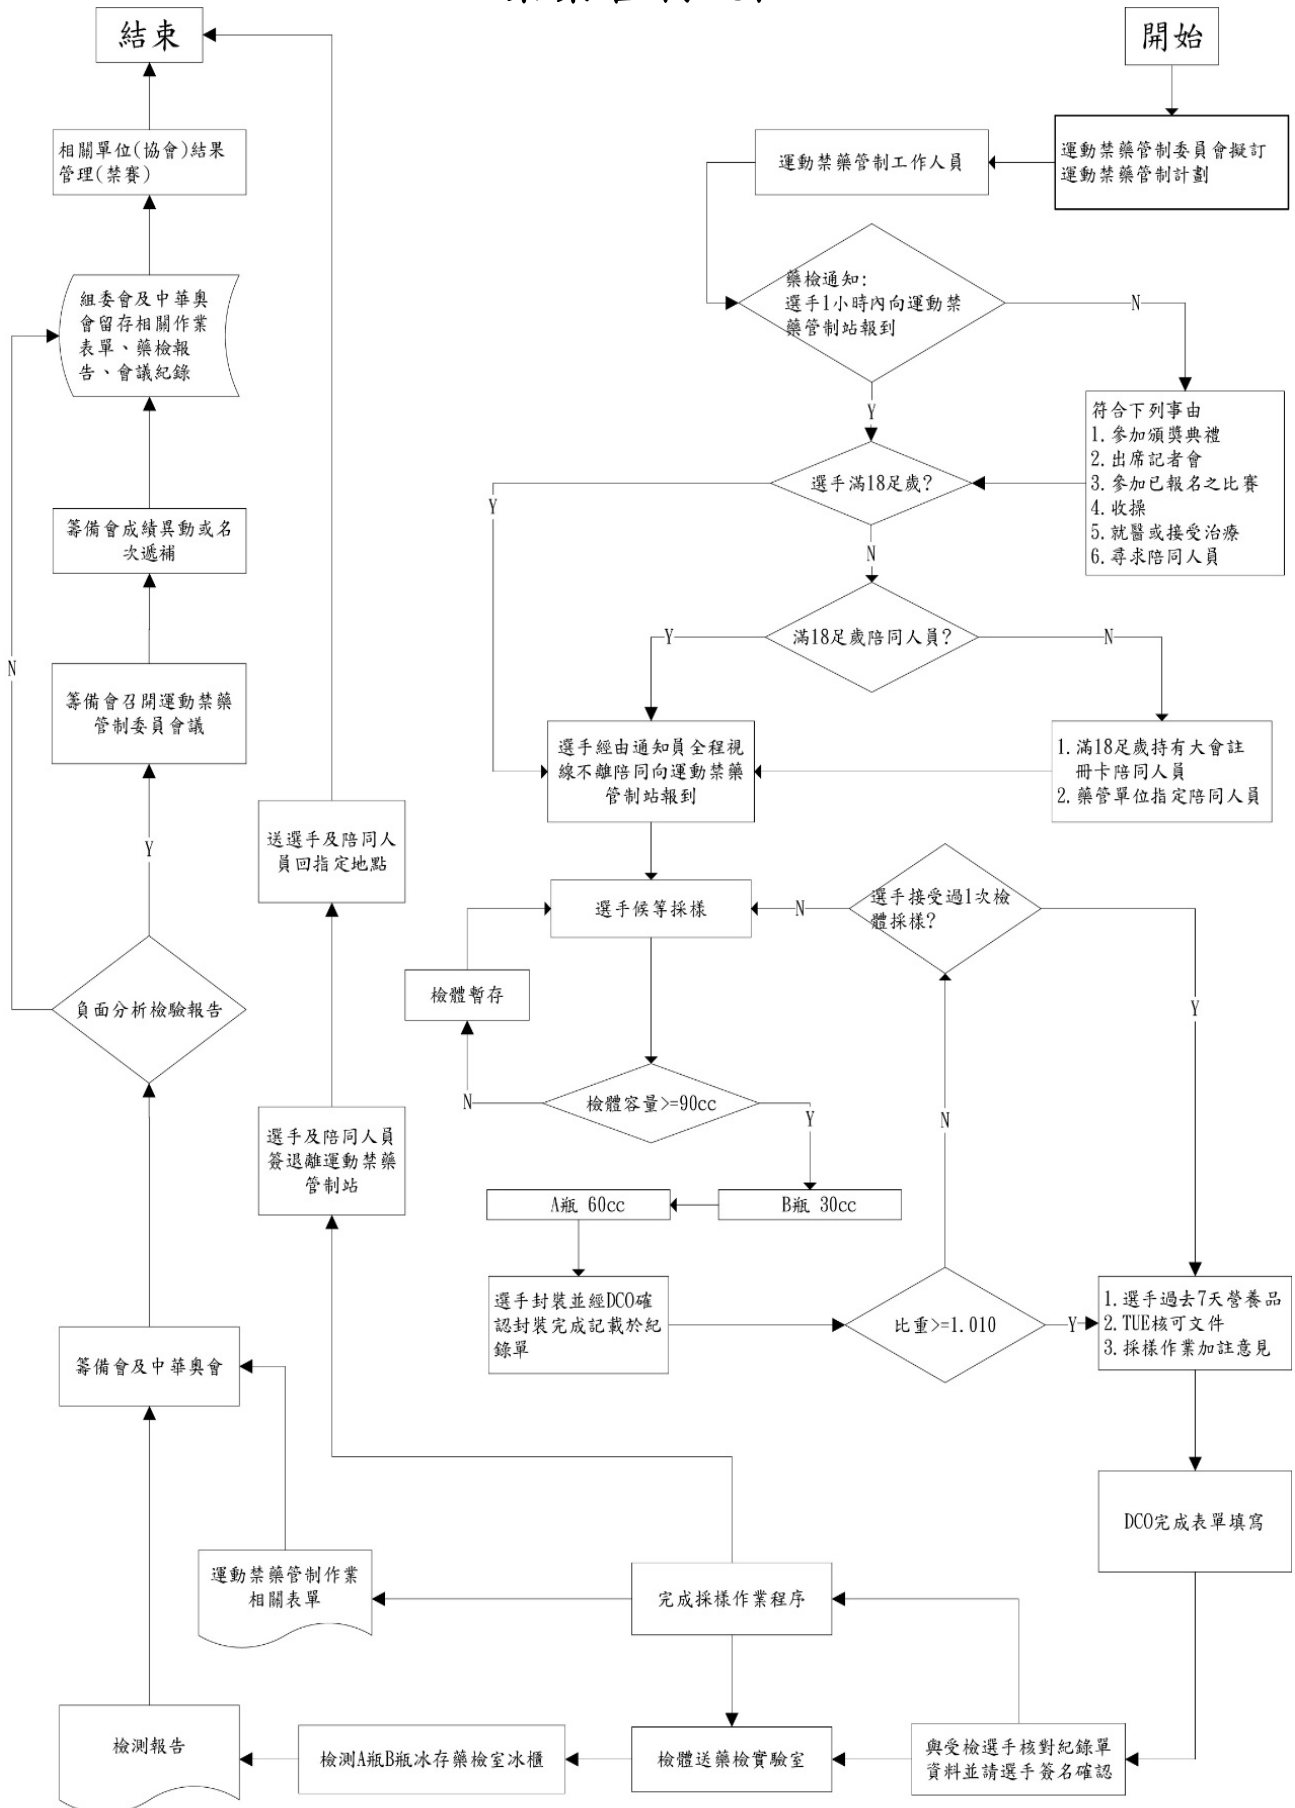 結束
開始
相關單位(協會)結果
管理(禁賽)
運動禁藥管制工作人員
運動禁藥管制委員會擬訂
運動禁藥管制計劃
藥檢通知:
選手1小時內向運動禁
藥管制站報到
N
Y
組委會及中華奧
會留存相關作業
表單、藥檢報
告、會議紀錄
符合下列事由
1. 參加頒獎典禮
2. 出席記者會
3. 參加已報名之比賽
4. 收操
5. 就醫或接受治療
6. 尋求陪同人員
選手滿18足歲?
Y
N
籌備會成績異動或名
次遞補
滿18足歲陪同人員?
Y
N
N
籌備會召開運動禁藥
管制委員會議
選手經由通知員全程視
線不離陪同向運動禁藥
管制站報到
1. 滿18足歲持有大會註
冊卡陪同人員
2. 藥管單位指定陪同人員
送選手及陪同人
員回指定地點
Y
選手候等採樣
N
選手接受過1次檢
體採樣?
Y
檢體暫存
負面分析檢驗報告
N
檢體容量>=90cc
Y
N
選手及陪同人員
簽退離運動禁藥
管制站
A瓶 60cc
B瓶 30cc
選手封裝並經DCO確
認封裝完成記載於紀
錄單
比重>=1.010
Y
1. 選手過去7天營養品
2. TUE核可文件
3. 採樣作業加註意見
籌備會及中華奧會
DCO完成表單填寫
運動禁藥管制作業
相關表單
完成採樣作業程序
檢測報告
檢測A瓶B瓶冰存藥檢室冰櫃
檢體送藥檢實驗室
與受檢選手核對紀錄單
資料並請選手簽名確認